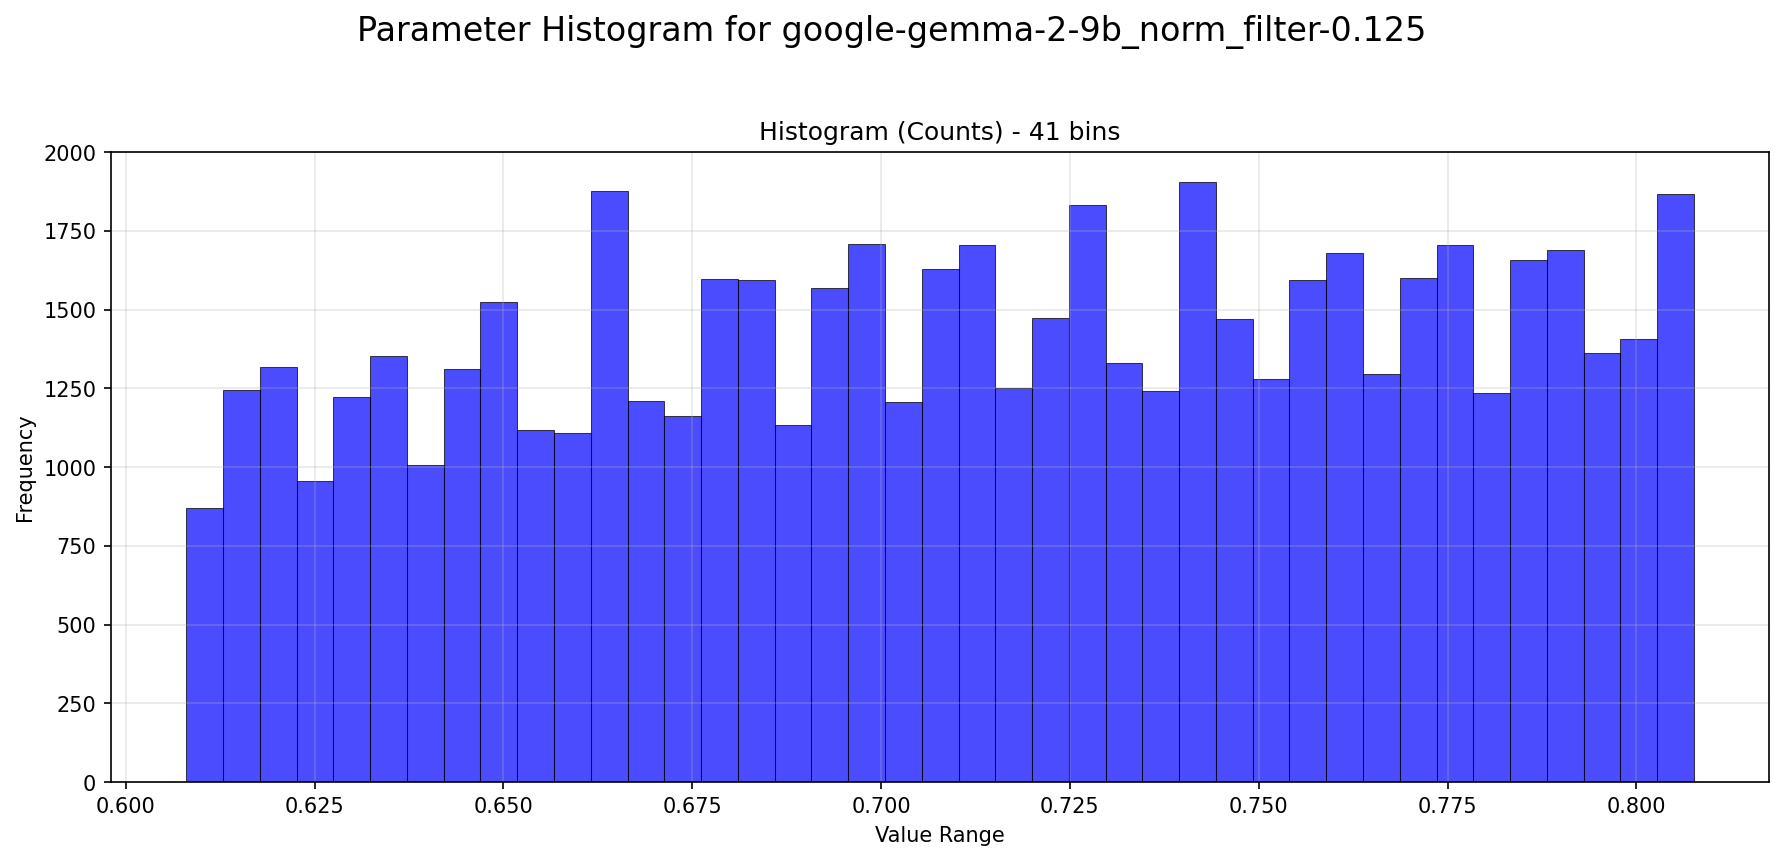 Parameter Histogram for google-gemma-2-9b_norm_filter-0.125
Histogram (Counts) - 41 bins
2000
1750
1500
1250
1000
750
500
250
0
Frequency
0.600 0.625 0.650 0.675 0.700 0.725 0.750 0.775 0.800
Value Range